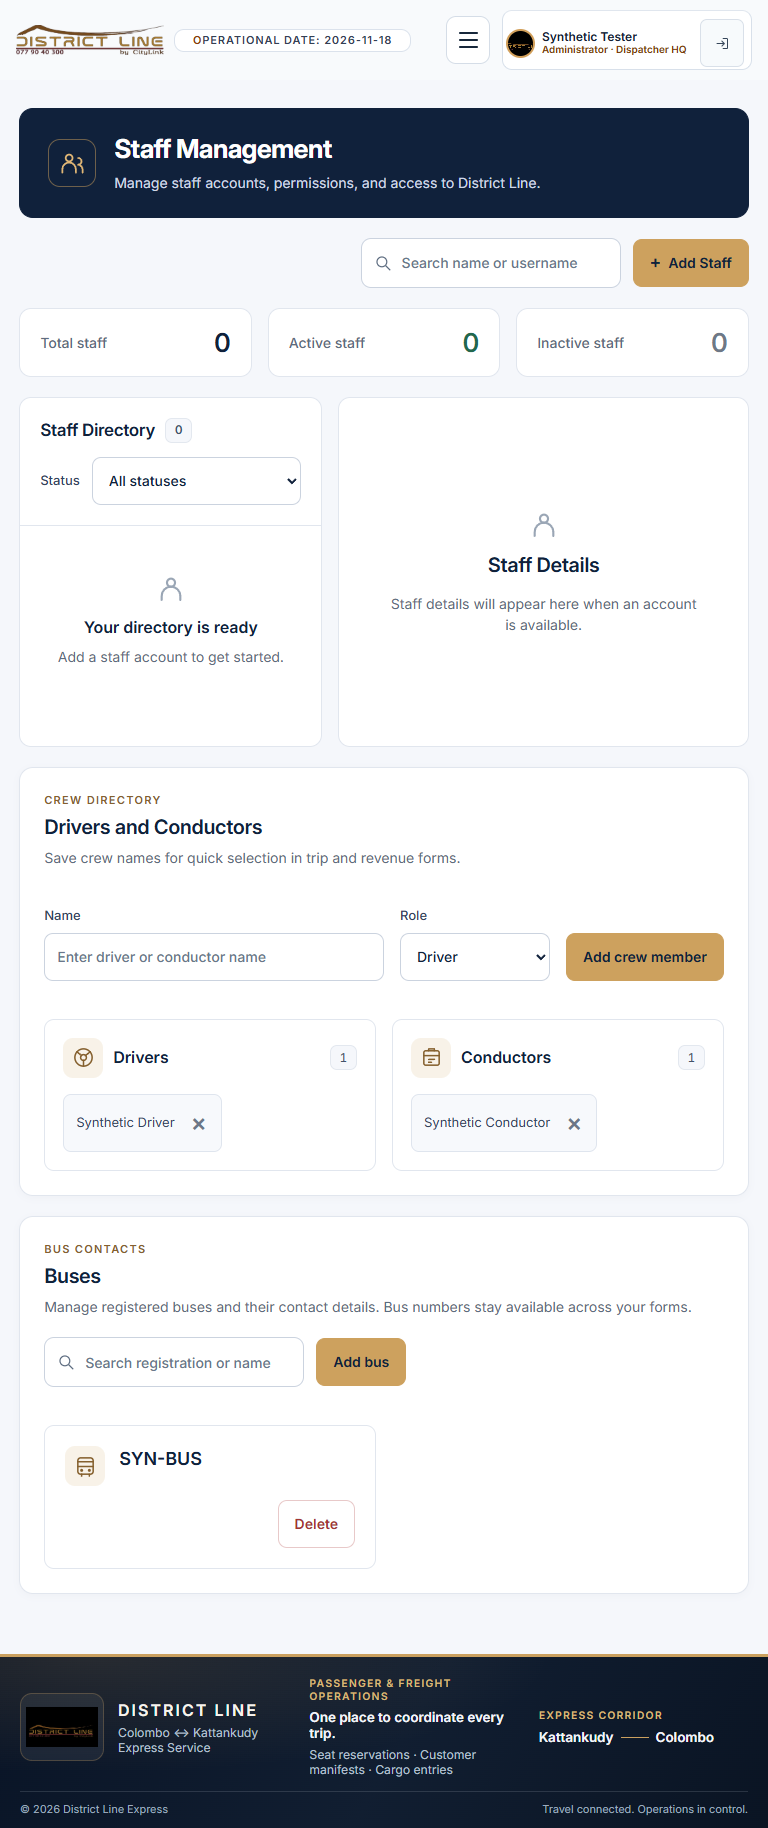 DISTRICT LINE
077 90 40 300
by CityLink
OPERATIONAL DATE: 2026-11-18
Synthetic Tester
Administrator · Dispatcher HQ
Staff Management
Manage staff accounts, permissions, and access to District Line.
Search name or username
+ Add Staff
Total staff
0
Active staff
0
Inactive staff
0
Staff Directory
0
Status
All statuses
Your directory is ready
Add a staff account to get started.
Staff Details
Staff details will appear here when an account
is available.
CREW DIRECTORY
Drivers and Conductors
Save crew names for quick selection in trip and revenue forms.
Name
Role
Enter driver or conductor name
Driver
Add crew member
Drivers
1
Synthetic Driver ×
Conductors
1
Synthetic Conductor ×
BUS CONTACTS
Buses
Manage registered buses and their contact details. Bus numbers stay available across your forms.
Search registration or name
Add bus
SYN-BUS
Delete
DISTRICT LINE
DISTRICT LINE
Colombo ↔ Kattankudy
Express Service
PASSENGER & FREIGHT
OPERATIONS
One place to coordinate every
trip.
Seat reservations · Customer
manifests · Cargo entries
EXPRESS CORRIDOR
Kattankudy — Colombo
© 2026 District Line Express
Travel connected. Operations in control.